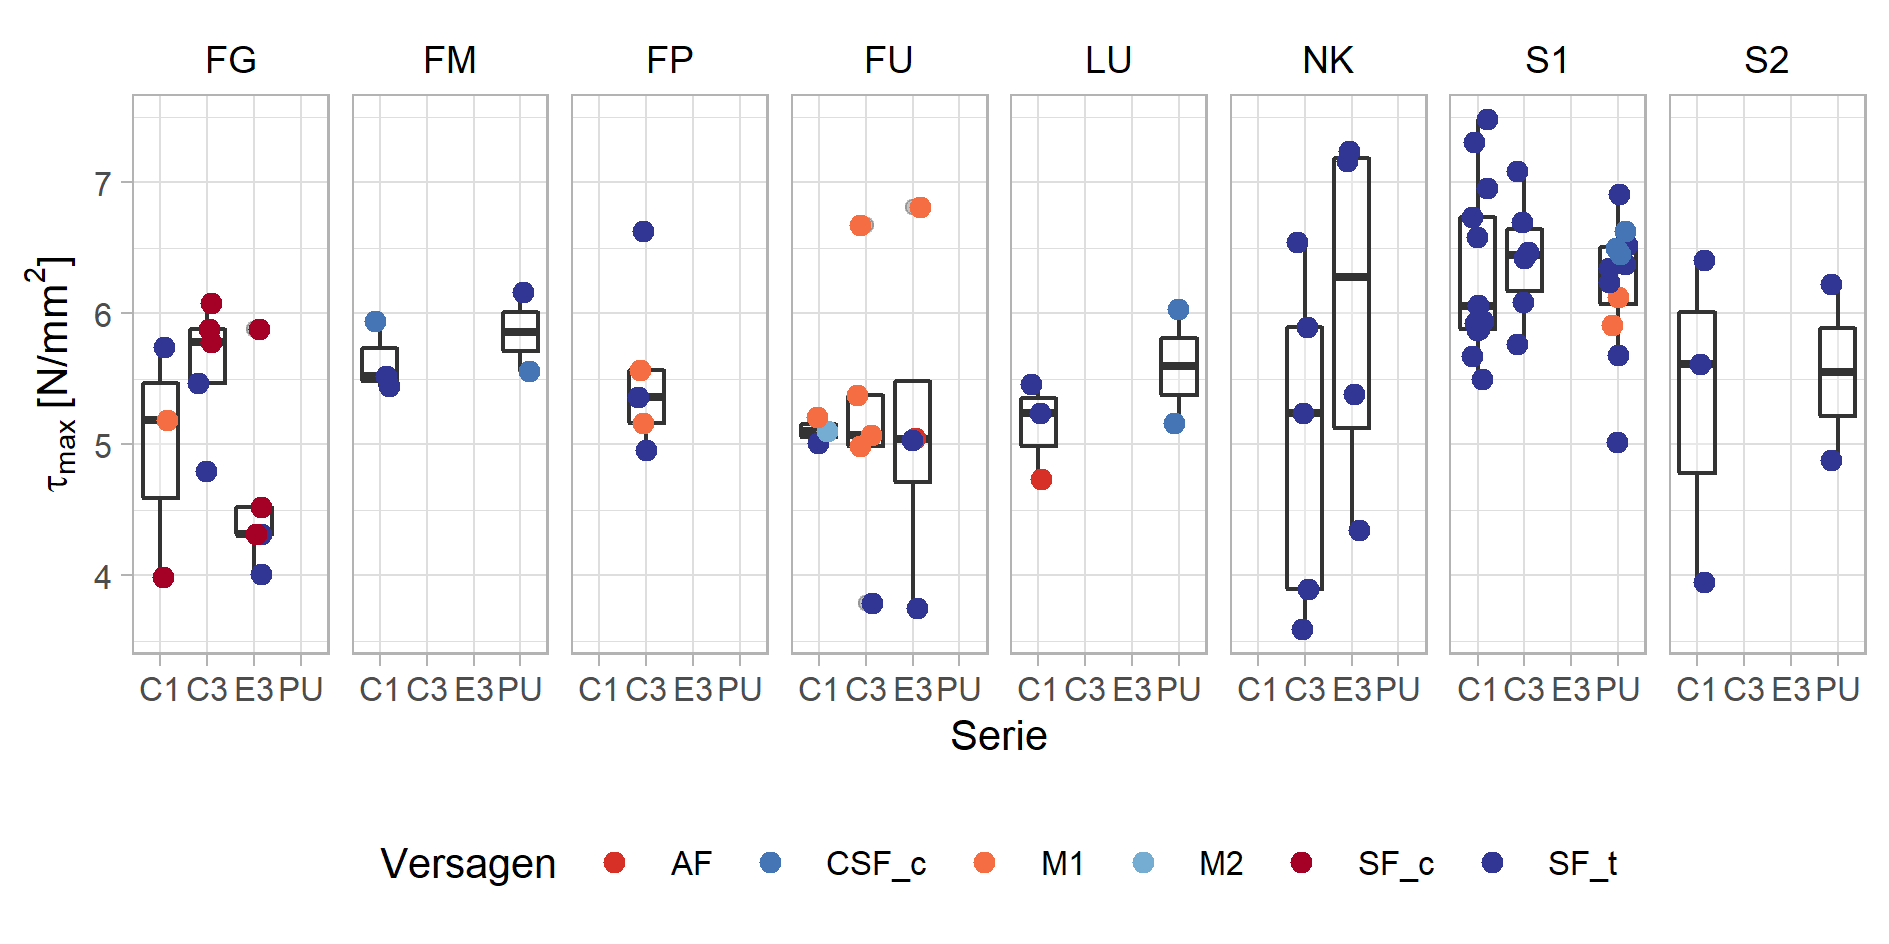 FG FM FP FU LU NK S1 S2
τmax [N/mm²]
7
6
5
4
C1 C3 E3 PU C1 C3 E3 PU C1 C3 E3 PU C1 C3 E3 PU C1 C3 E3 PU C1 C3 E3 PU C1 C3 E3 PU C1 C3 E3 PU
Serie
Versagen AF CSF_c M1 M2 SF_c SF_t